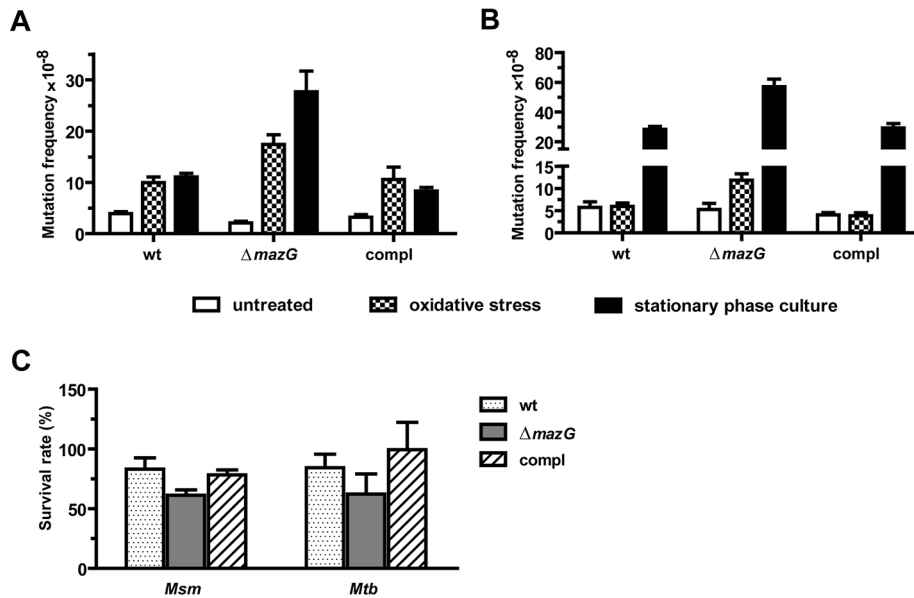 A
Mutation frequency ×10-8
30
20
10
0
wt
ΔmazG
compl
B
Mutation frequency ×10-8
80
60
40
20
15
10
5
0
wt
ΔmazG
compl
untreated
oxidative stress
stationary phase culture
C
Survival rate (%)
150
100
50
0
Msm
Mtb
wt
ΔmazG
compl